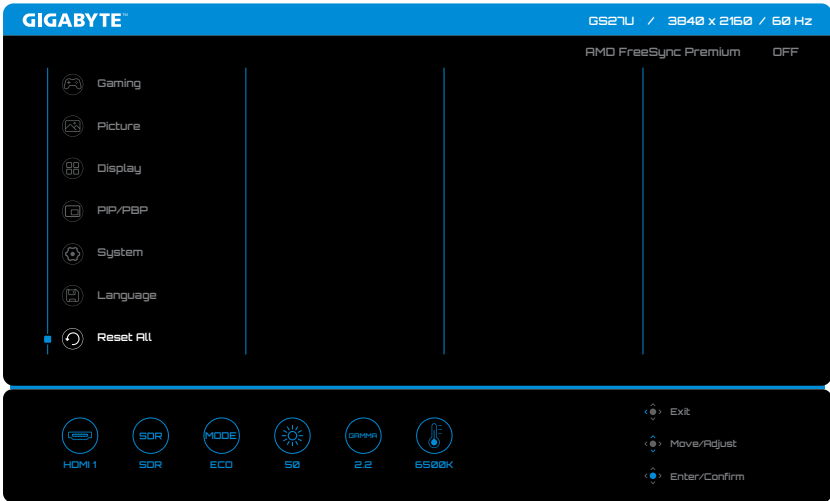 GIGABYTE™ GS27U / 3840 x 2160 / 60 Hz
AMD FreeSync Premium OFF
Gaming
Picture
Display
PIP/PBP
System
Language
Reset All
SDR MODE GAMMA
HDMI 1 SDR ECO 50 2.2 6500K
Exit
Move/Adjust
Enter/Confirm